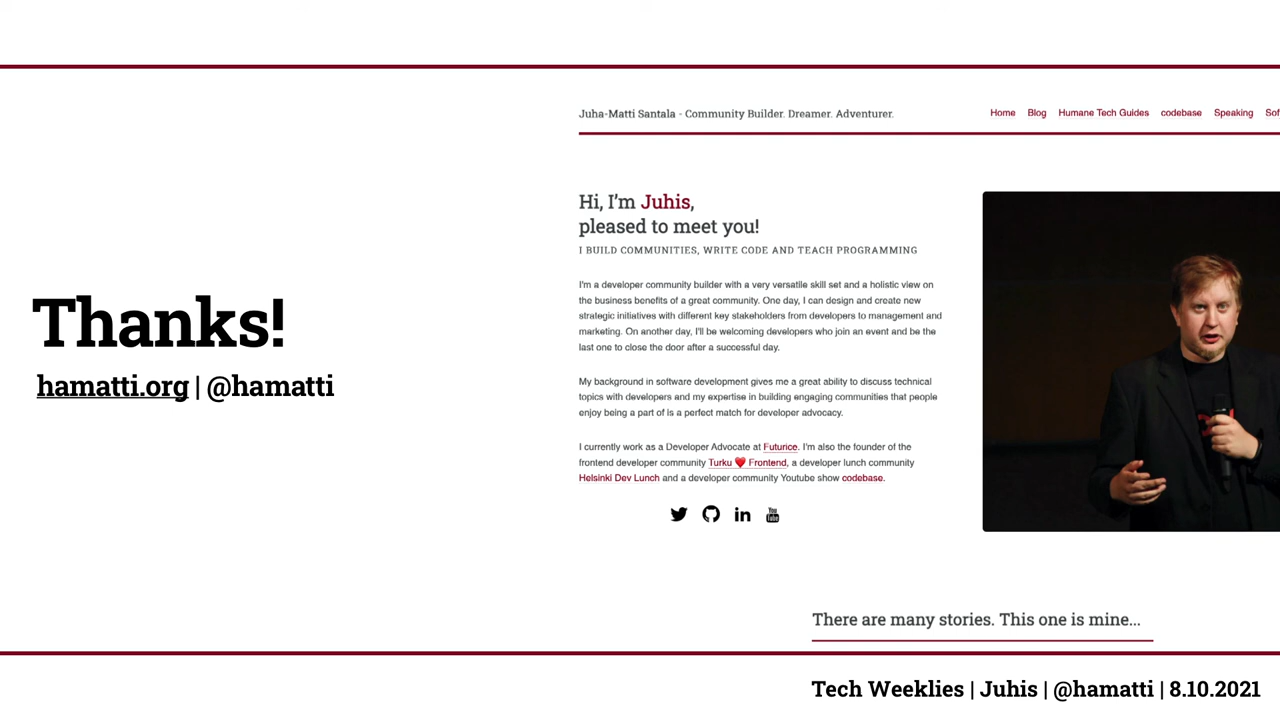 Juha-Matti Santala - Community Builder. Dreamer. Adventurer.
Home Blog Humane Tech Guides codebase Speaking
Hi, I'm Juhis,
pleased to meet you!
I BUILD COMMUNITIES, WRITE CODE AND TEACH PROGRAMMING
I'm a developer community builder with a very versatile skill set and a holistic view on
the business benefits of a great community. One day, I can design and create new
strategic initiatives with different key stakeholders from developers to management and
marketing. On another day, I'll be welcoming developers who join an event and be the
last one to close the door after a successful day.
My background in software development gives me a great ability to discuss technical
topics with developers and my expertise in building engaging communities that people
enjoy being a part of is a perfect match for developer advocacy.
I currently work as a Developer Advocate at Futurice. I'm also the founder of the
frontend developer community Turku ❤️ Frontend, a developer lunch community
Helsinki Dev Lunch and a developer community Youtube show codebase.
Thanks!
hamatti.org | @hamatti
There are many stories. This one is mine...
Tech Weeklies | Juhis | @hamatti | 8.10.2021